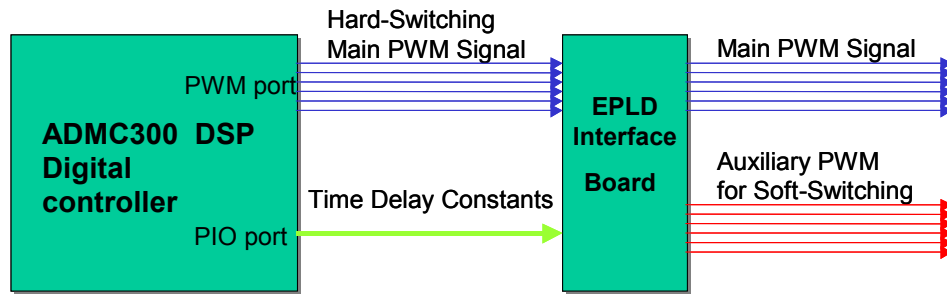 Hard-Switching
Main PWM Signal
PWM port
ADMC300 DSP
Digital
controller
Time Delay Constants
PIO port
EPLD
Interface
Board
Main PWM Signal
Auxiliary PWM
for Soft-Switching